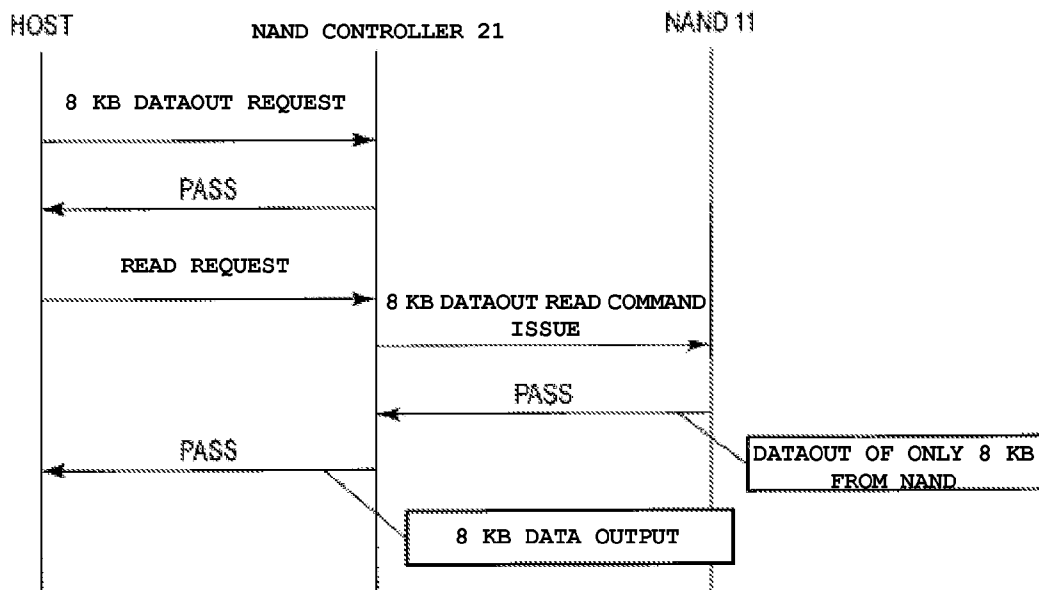 HOST
NAND CONTROLLER 21
NAND 11
8 KB DATAOUT REQUEST
PASS
READ REQUEST
8 KB DATAOUT READ COMMAND
ISSUE
PASS
PASS
DATAOUT OF ONLY 8 KB
FROM NAND
8 KB DATA OUTPUT